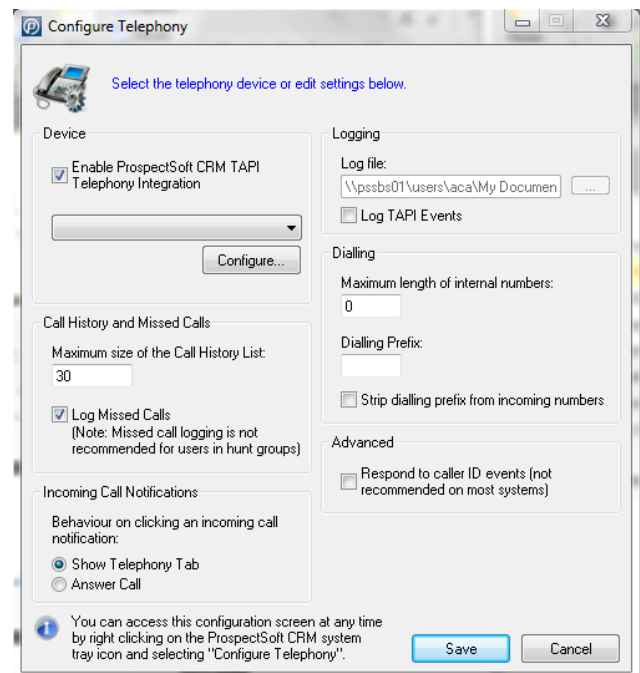 Configure Telephony
Select the telephony device or edit settings below.
Device
Enable ProspectSoft CRM TAPI
Telephony Integration
Configure...
Call History and Missed Calls
Maximum size of the Call History List:
30
Log Missed Calls
(Note: Missed call logging is not
recommended for users in hunt groups)
Incoming Call Notifications
Behaviour on clicking an incoming call
notification:
Show Telephony Tab
Answer Call
Logging
Log file:
\\pssbs01\users\aca\My Documen
...
Log TAPI Events
Dialling
Maximum length of internal numbers:
0
Dialling Prefix:
Strip dialling prefix from incoming numbers
Advanced
Respond to caller ID events (not
recommended on most systems)
You can access this configuration screen at any time
by right clicking on the ProspectSoft CRM system
tray icon and selecting "Configure Telephony".
Save
Cancel